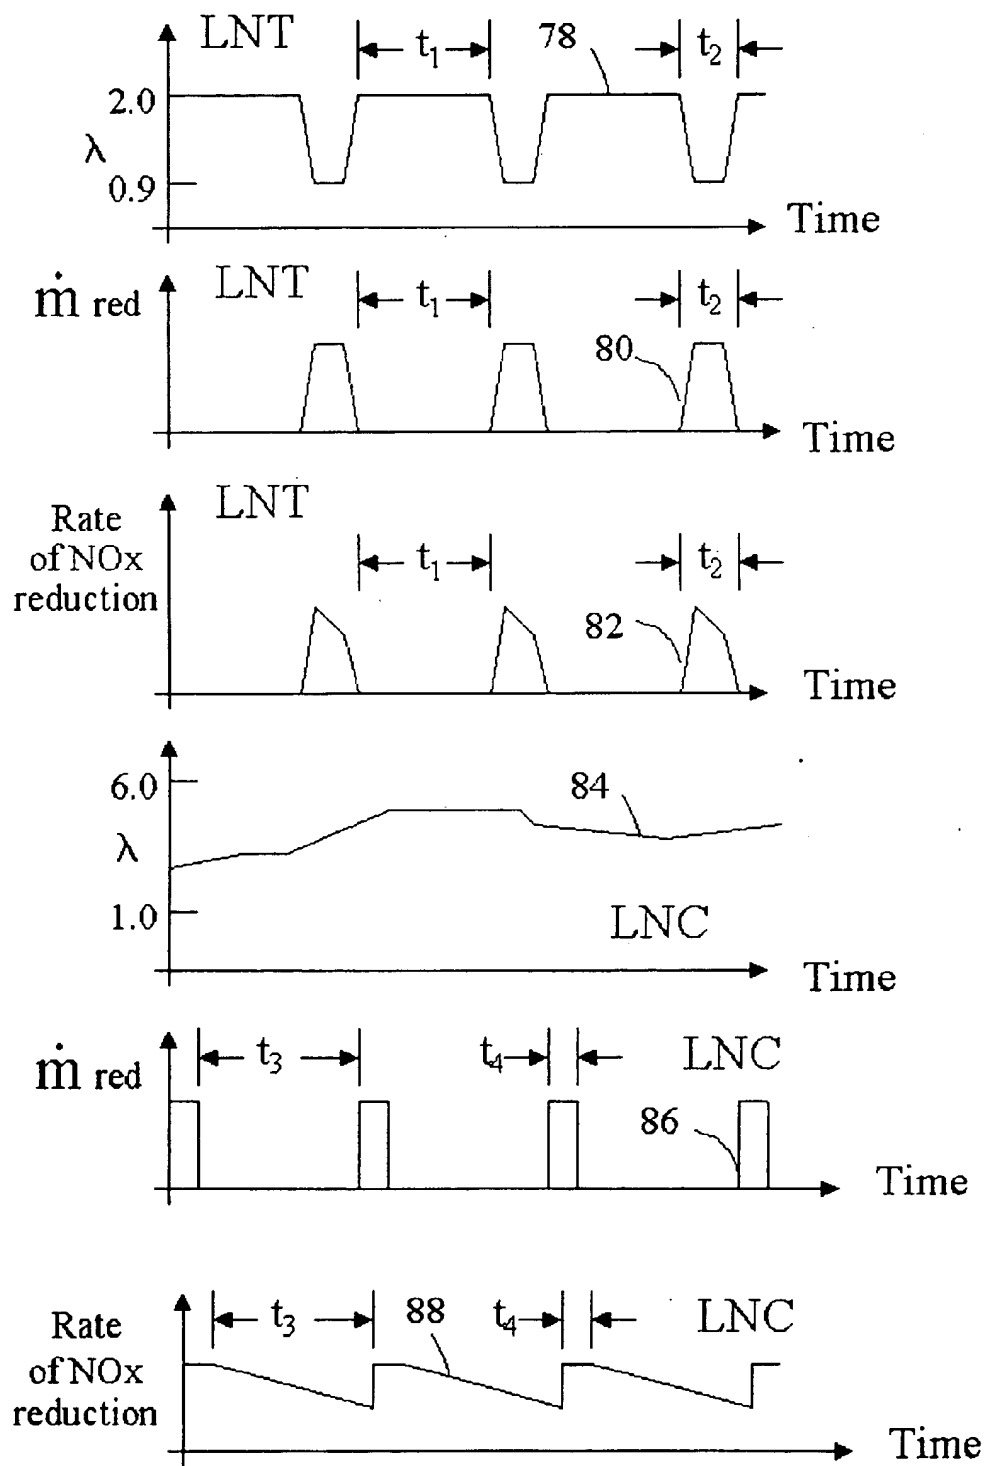 LNT
t1
78
t2
2.0
λ
0.9
Time
ṁ red
LNT
t1
t2
80
Time
Rate
of NOx
reduction
LNT
t1
t2
82
Time
6.0
λ
1.0
84
LNC
Time
ṁ red
t3
t4
LNC
86
Time
Rate
of NOx
reduction
t3
88
t4
LNC
Time